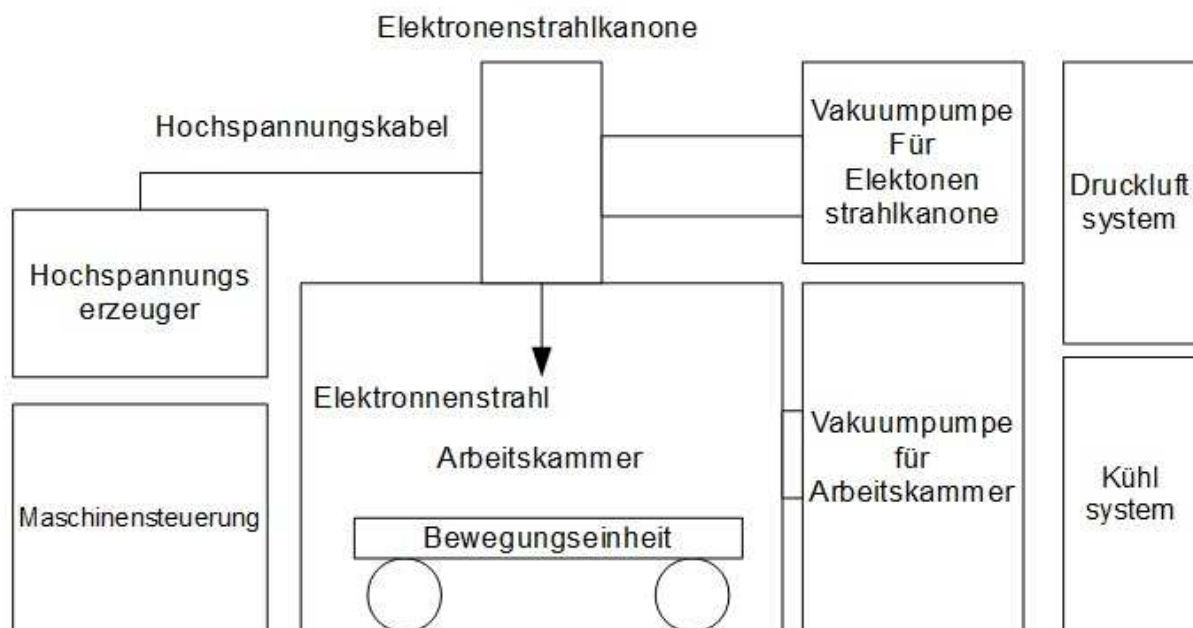 Elektronenstrahlkanone
Hochspannungskabel
Vakuumpumpe
Für
Elektonen
strahlkanone
Druckluft
system
Hochspannungs
erzeuger
Elektronnenstrahl
Arbeitskammer
Vakuumpumpe
für
Arbeitskammer
Kühl
system
Maschinensteuerung
Bewegungseinheit